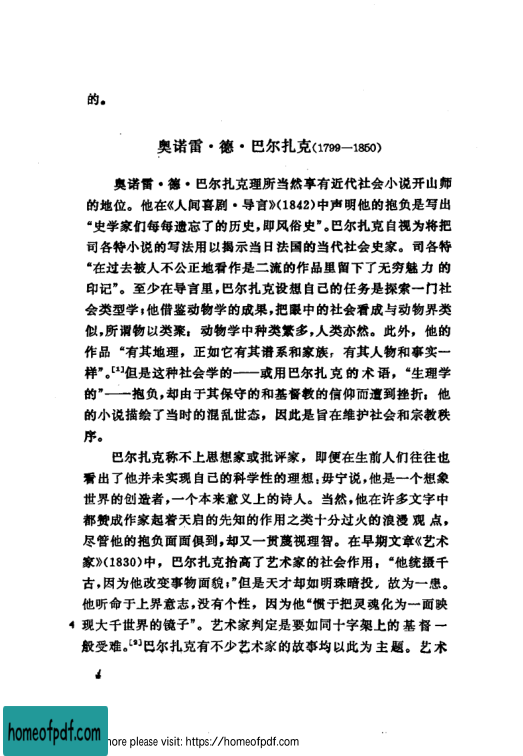 的。
奥诺雷·德·巴尔扎克(1799—1850)
奥诺雷·德·巴尔扎克理所当然享有近代社会小说开山师
的地位。他在《人间喜剧·导言》(1842)中声明他的抱负是写出
“史学家们每每遗忘了的历史，即风俗史”。巴尔扎克自视为将把
司各特小说的写法用以揭示当日法国的当代社会史家。司各特
“在过去被人不公正地看作是二流的作品里留下了无穷魅力的
印记”。至少在导言里，巴尔扎克设想自己的任务是探索一门社
会类型学；他借鉴动物学的成果，把眼中的社会看成与动物界类
似，所谓物以类聚；动物学中种类繁多，人类亦然。此外，他的
作品“有其地理，正如它有其谱系和家族；有其人物和事实一
样”。[1]但是这种社会学的——或用巴尔扎克的术语，“生理学
的”——抱负，却由于其保守的和基督教的信仰而遭到挫折；他
的小说描绘了当时的混乱世态，因此是旨在维护社会和宗教秩
序。
巴尔扎克称不上思想家或批评家，即便在生前人们往往也
看出了他并未实现自己的科学性的理想；毋宁说，他是一个想象
世界的创造者，一个本来意义上的诗人。当然，他在许多文字中
都赞成作家起着天启的先知的作用之类十分过火的浪漫观点，
尽管他的抱负面面俱到，却又一贯蔑视理智。在早期文章《艺术
家》(1830)中，巴尔扎克抬高了艺术家的社会作用；“他统摄千
古，因为他改变事物面貌；”但是天才却如明珠暗投，故为一患。
他听命于上界意志，没有个性，因为他“惯于把灵魂化为一面映
4 现大千世界的镜子”。艺术家判定是要如同十字架上的基督一
般受难。[2]巴尔扎克有不少艺术家的故事均以此为主题。艺术
homeofpdf.com
more please visit: https://homeofpdf.com